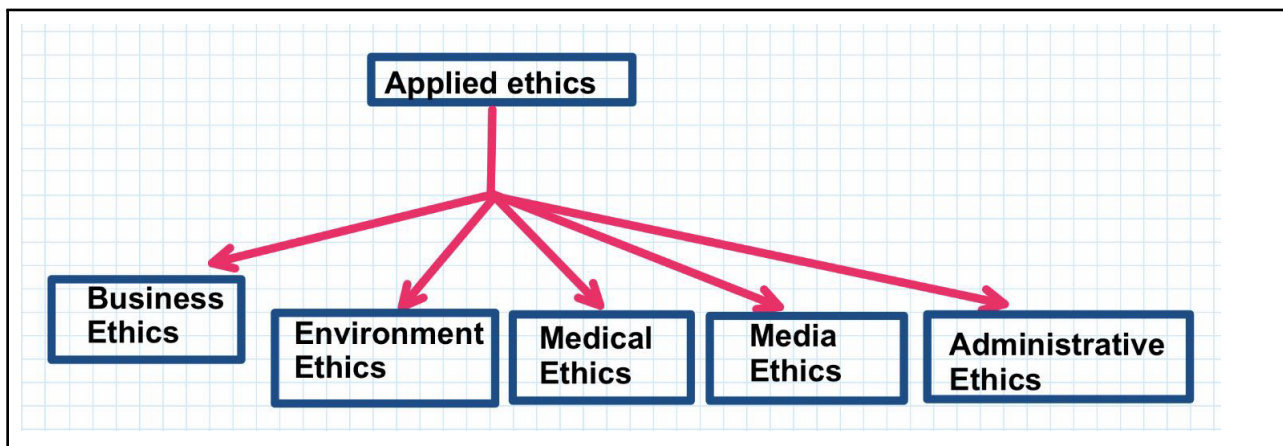 Applied ethics
Business
Ethics
Environment
Ethics
Medical
Ethics
Media
Ethics
Administrative
Ethics